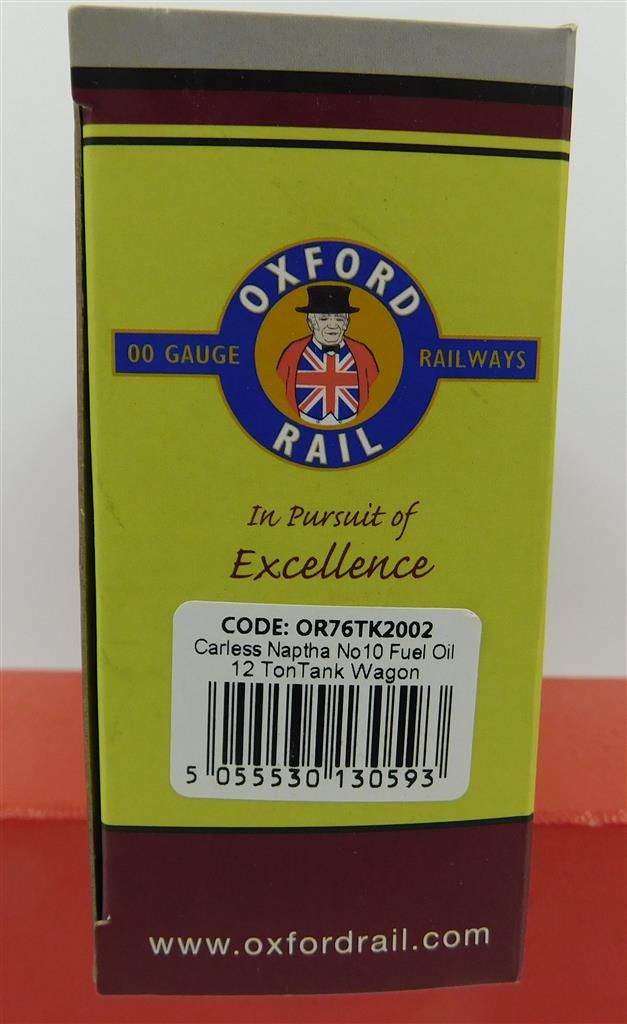 OXFORD
00 GAUGE RAILWAYS
RAIL
In Pursuit of
Excellence
CODE: OR76TK2002
Carless Naptha No10 Fuel Oil
12 TonTank Wagon
5 055530 130593
www.oxfordrail.com